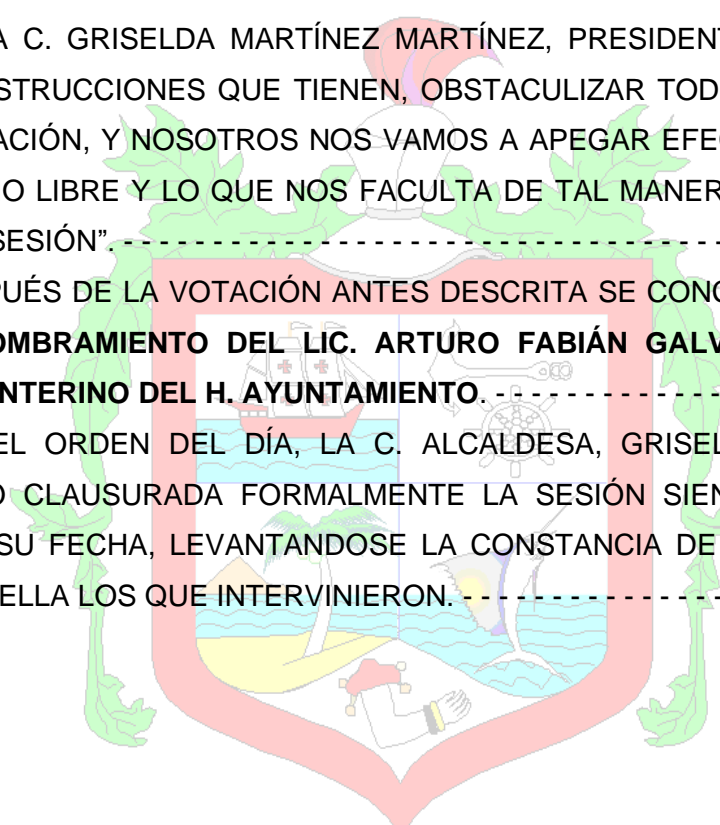 A C. GRISELDA MARTÍNEZ MARTÍNEZ, PRESIDENT
STRUCCIONES QUE TIENEN, OBSTACULIZAR TOD
ACIÓN, Y NOSOTROS NOS VAMOS A APEGAR EFE
O LIBRE Y LO QUE NOS FACULTA DE TAL MANER
SESIÓN". - - - - - - - - - - - - - - - - - - - - - - - - - - - - - - - - - -
PUÉS DE LA VOTACIÓN ANTES DESCRITA SE CONC
OMBRAMIENTO DEL LIC. ARTURO FABIÁN GALV
INTERINO DEL H. AYUNTAMIENTO. - - - - - - - - - - - - -
EL ORDEN DEL DÍA, LA C. ALCALDESA, GRISEL
O CLAUSURADA FORMALMENTE LA SESIÓN SIEN
SU FECHA, LEVANTANDOSE LA CONSTANCIA DE
ELLA LOS QUE INTERVINIERON. - - - - - - - - - - - - - - -